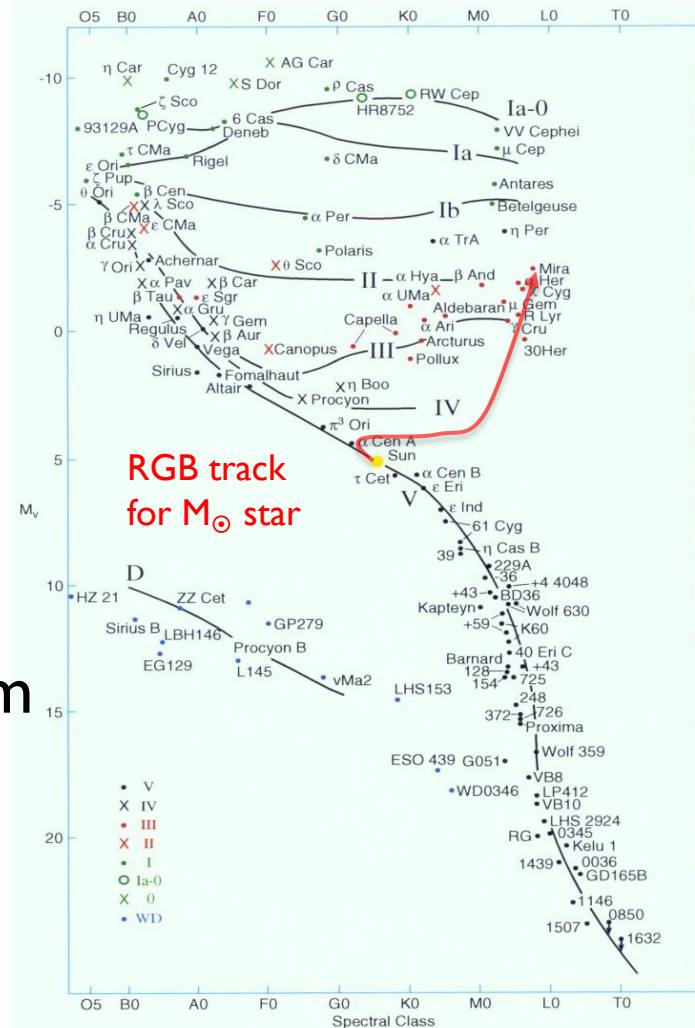 O5 B0 A0 F0 G0 K0 M0 L0 T0
-10
-5
0
5
10
15
20
Mv
η Car
Cyg 12
AG Car
S Dor
ρ Cas
RW Cep
HR8752
Ia-0
ζ Sco
93129A
PCyg
6 Cas
Deneb
VV Cephei
μ Cep
τ CMa
Ia
ε Ori
Rigel
δ CMa
ζ Pup
Antares
θ Ori
β Cen
Betelgeuse
λ Sco
Ib
β CMa
ε CMa
α Per
η Per
β Cru
α Cru
α TrA
Polaris
Achernar
γ Ori
θ Sco
II
α Hya
β And
Mira
α Her
α Pav
β Car
χ Cyg
β Tau
ε Sgr
α UMa
μ Gem
α Gru
Aldebaran
R Lyr
η UMa
γ Gem
Capella
α Ari
γ Cru
Regulus
β Aur
δ Vel
Vega
Canopus
III
Arcturus
30Her
Pollux
Sirius
Fomalhaut
Altair
η Boo
Procyon
IV
π³ Ori
α Cen A
Sun
RGB track
for M☉ star
τ Cet
α Cen B
V
ε Eri
ε Ind
61 Cyg
39
η Cas B
229A
-36
+4 4048
D
HZ 21
ZZ Cet
+43
BD36
Kapteyn
Wolf 630
Sirius B
GP279
+59
K60
LBH146
Procyon B
40 Eri C
EG129
L145
Barnard
+43
128
vMa2
154
725
m
LHS153
248
372
726
Proxima
ESO 439
G051
Wolf 359
WD0346
VB8
LP412
VB10
LHS 2924
RG
0345
Kelu 1
1439
0036
GD165B
1146
0850
1507
1632
• V
X IV
• III
X II
• I
O Ia-0
X 0
• WD
O5 B0 A0 F0 G0 K0 M0 L0 T0
Spectral Class